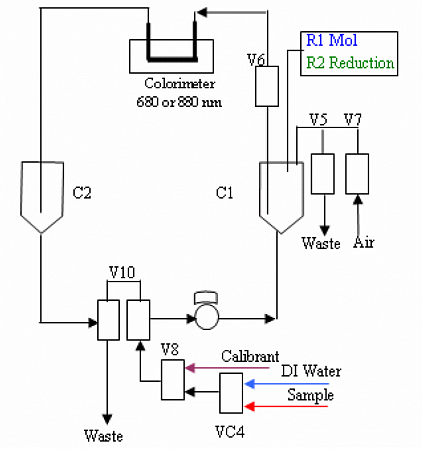 R1 Mol
V6
R2 Reduction
Colorimeter
680 or 880 nm
V5
V7
C2
C1
Waste
Air
V10
V8
Calibrant
DI Water
Sample
VC4
Waste